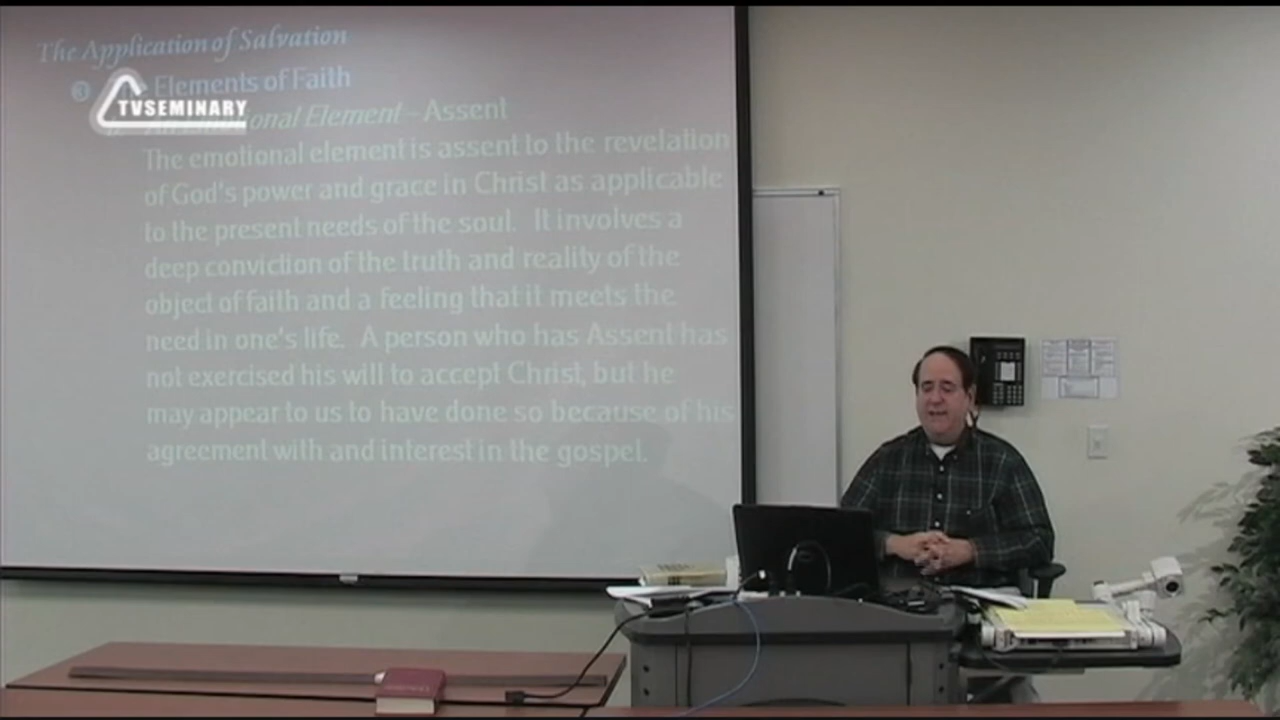 The Application of Salvation
Elements of Faith
TVSEMINARY
onal Element - Assent
The emotional element is assent to the revelation
of God's power and grace in Christ as applicable
to the present needs of the soul. It involves a
deep conviction of the truth and reality of the
object of faith and a feeling that it meets the
need in one's life. A person who has Assent has
not exercised his will to accept Christ, but he
may appear to us to have done so because of his
agreement with and interest in the gospel.